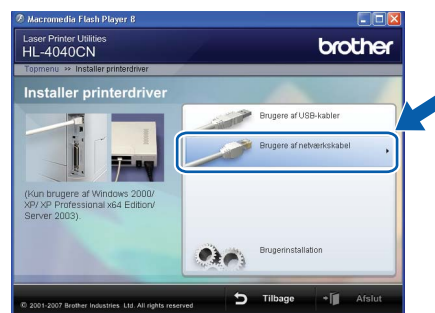 Macromedia Flash Player 8
Laser Printer Utilities
HL-4040CN
brother
Topmenu >> Installer printerdriver
Installer printerdriver
Brugere af USB-kabler
Brugere af netværkskabel
(Kun brugere af Windows 2000/
XP/ XP Professional x64 Edition/
Server 2003).
Brugerinstallation
© 2001-2007 Brother Industries Ltd. All rights reserved
Tilbage
Afslut